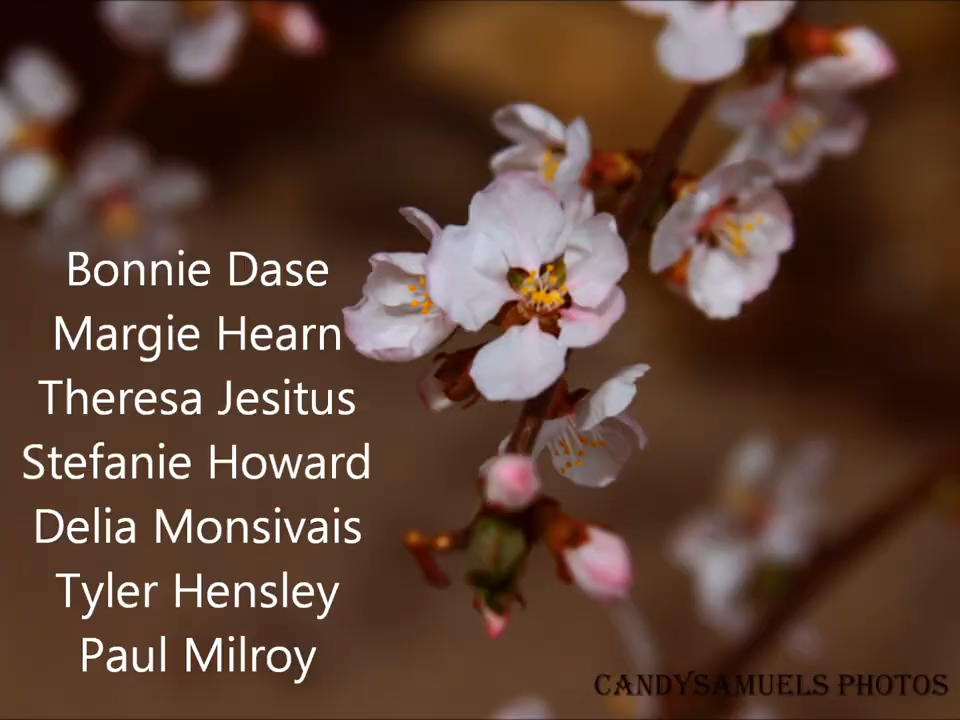 Bonnie Dase
Margie Hearn
Theresa Jesitus
Stefanie Howard
Delia Monsivais
Tyler Hensley
Paul Milroy
CANDYSAMUELS PHOTOS